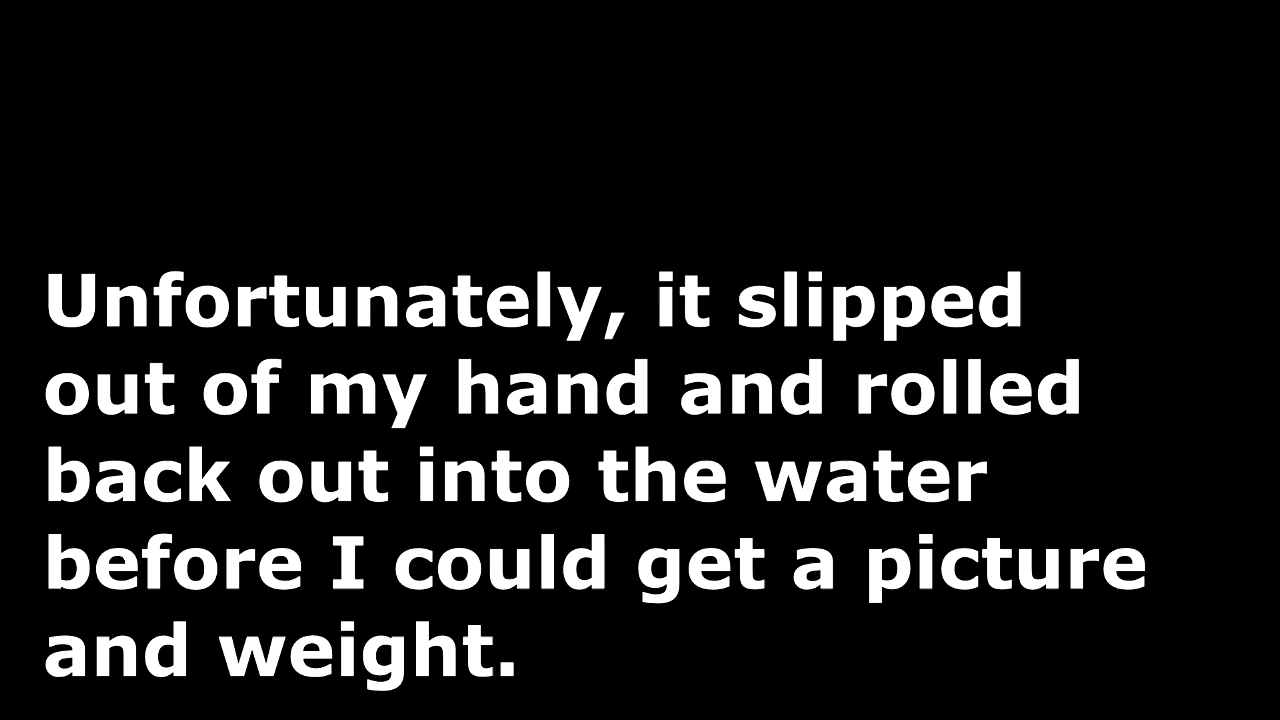 Unfortunately, it slipped
out of my hand and rolled
back out into the water
before I could get a picture
and weight.